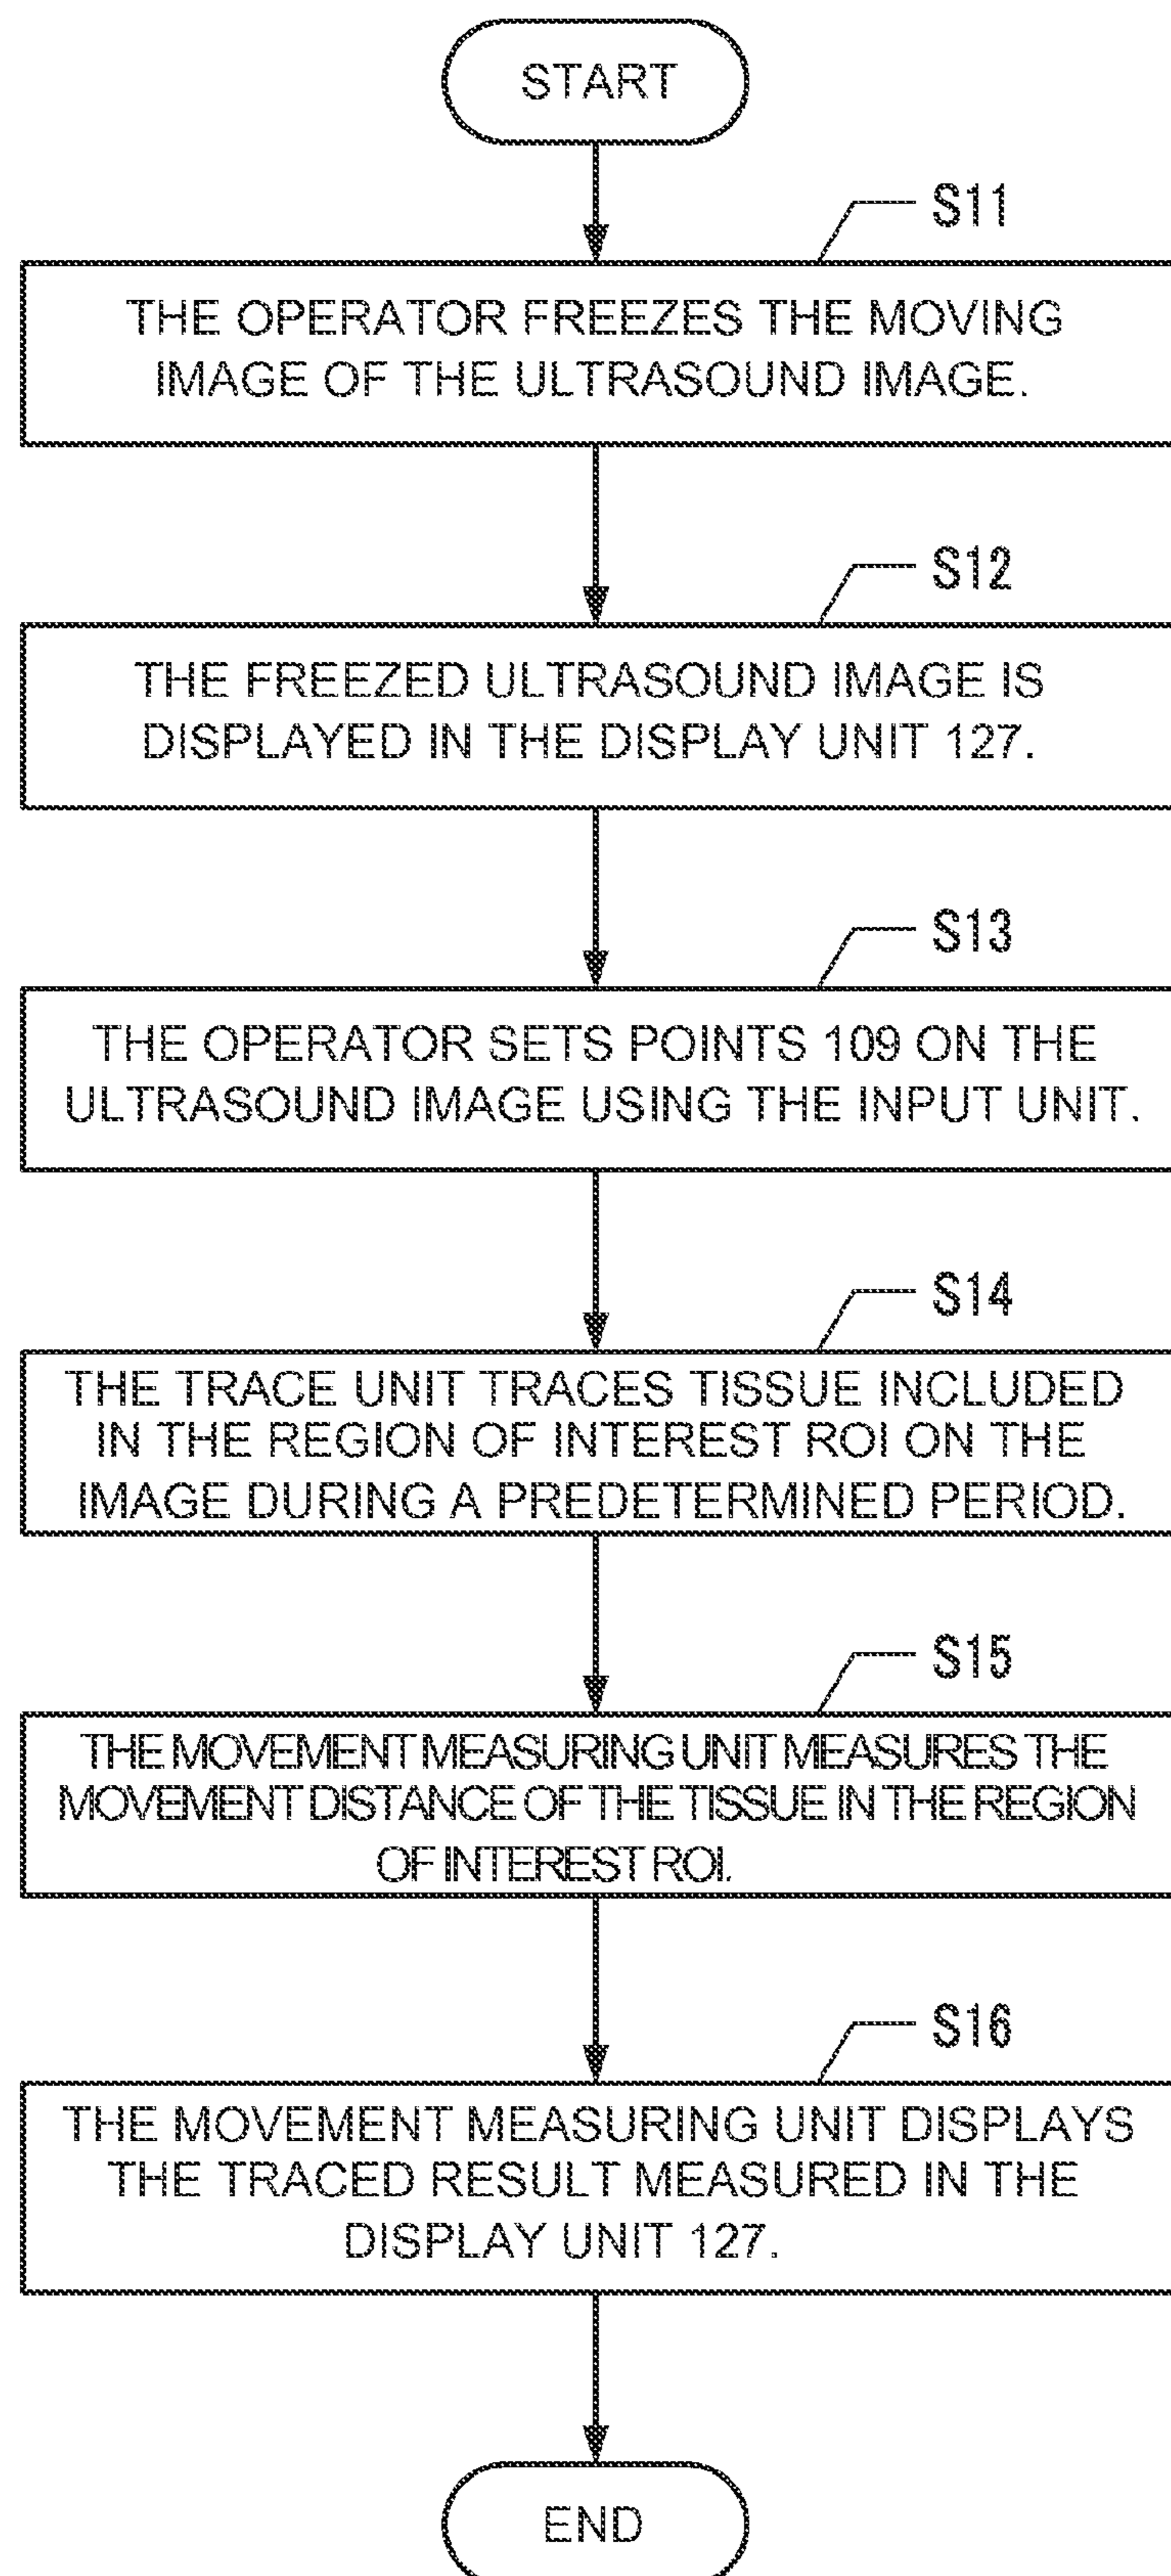 START
S11
THE OPERATOR FREEZES THE MOVING
IMAGE OF THE ULTRASOUND IMAGE.
S12
THE FREEZED ULTRASOUND IMAGE IS
DISPLAYED IN THE DISPLAY UNIT 127.
S13
THE OPERATOR SETS POINTS 109 ON THE
ULTRASOUND IMAGE USING THE INPUT UNIT.
S14
THE TRACE UNIT TRACES TISSUE INCLUDED
IN THE REGION OF INTEREST ROI ON THE
IMAGE DURING A PREDETERMINED PERIOD.
S15
THE MOVEMENT MEASURING UNIT MEASURES THE
MOVEMENT DISTANCE OF THE TISSUE IN THE REGION
OF INTEREST ROI.
S16
THE MOVEMENT MEASURING UNIT DISPLAYS
THE TRACED RESULT MEASURED IN THE
DISPLAY UNIT 127.
END